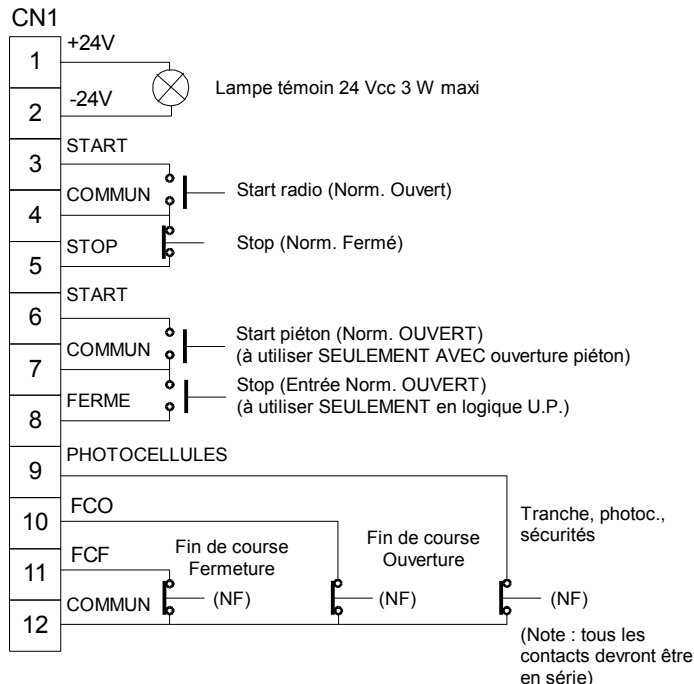 CN1
1
+24V
Lampe témoin 24 Vcc 3 W maxi
2
-24V
3
START
4
COMMUN
Start radio (Norm. Ouvert)
5
STOP
Stop (Norm. Fermé)
6
START
7
COMMUN
Start piéton (Norm. OUVERT)
(à utiliser SEULEMENT AVEC ouverture piéton)
8
FERME
Stop (Entrée Norm. OUVERT)
(à utiliser SEULEMENT en logique U.P.)
9
PHOTOCELLULES
10
FCO
11
FCF
12
COMMUN
Fin de course
Fermeture
(NF)
Fin de course
Ouverture
(NF)
Tranche, photoc.,
sécurités
(NF)
(Note : tous les
contacts devront être
en série)